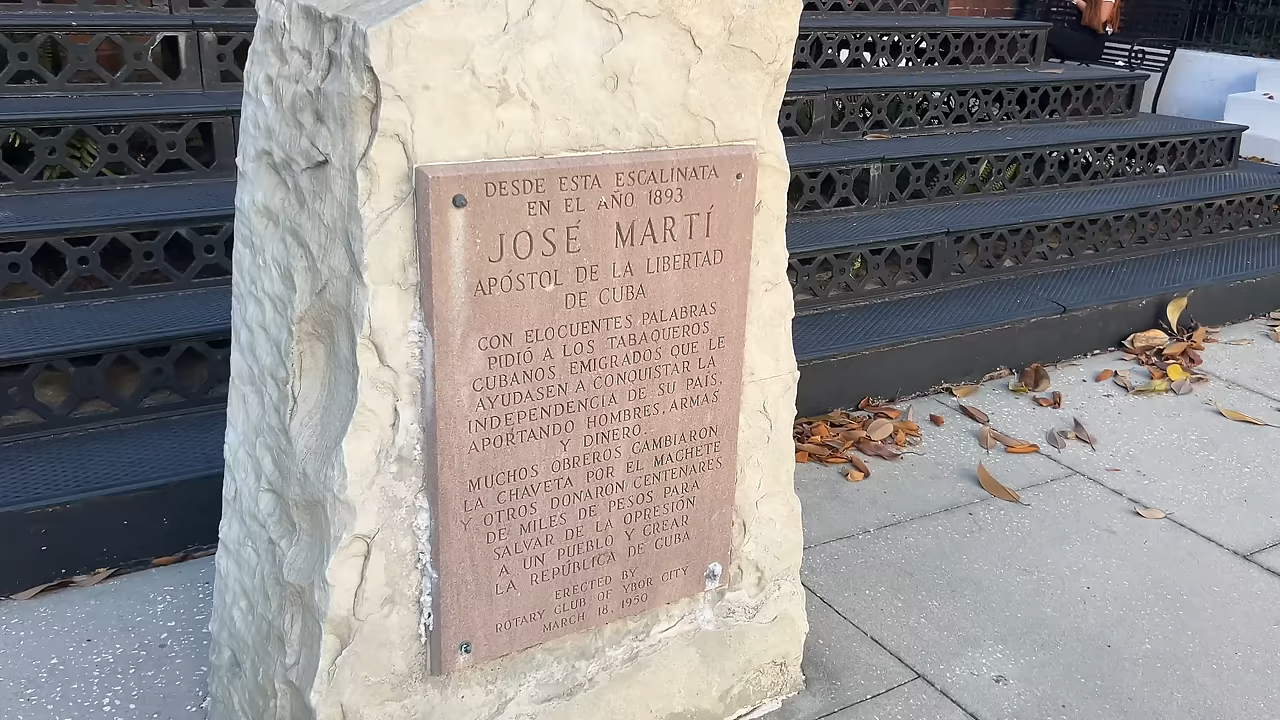 DESDE ESTA ESCALINATA
EN EL AÑO 1893
JOSÉ MARTÍ
APÓSTOL DE LA LIBERTAD
DE CUBA
CON ELOCUENTES PALABRAS
PIDIÓ A LOS TABAQUEROS
CUBANOS EMIGRADOS QUE LE
AYUDASEN A CONQUISTAR LA
INDEPENDENCIA DE SU PAÍS,
APORTANDO HOMBRES, ARMAS
Y DINERO.
MUCHOS OBREROS CAMBIARON
LA CHAVETA POR EL MACHETE
Y OTROS DONARON CENTENARES
DE MILES DE PESOS PARA
SALVAR DE LA OPRESIÓN
A UN PUEBLO Y CREAR
LA REPÚBLICA DE CUBA
ERECTED BY
ROTARY CLUB OF YBOR CITY
MARCH 18, 1950